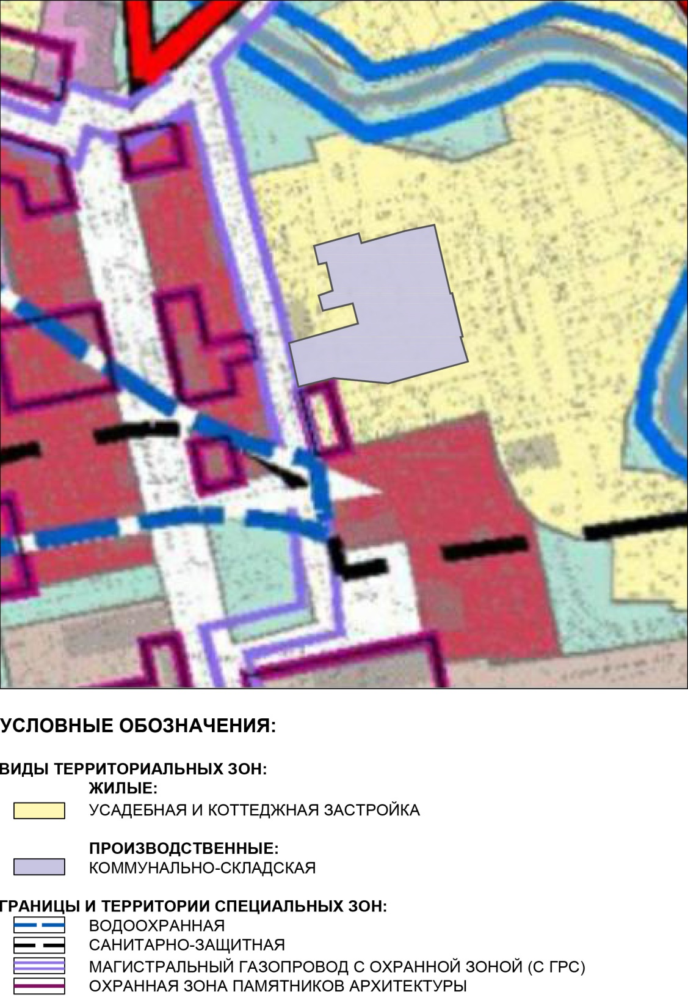 УСЛОВНЫЕ ОБОЗНАЧЕНИЯ:
ВИДЫ ТЕРРИТОРИАЛЬНЫХ ЗОН:
ЖИЛЫЕ:
УСАДЕБНАЯ И КОТТЕДЖНАЯ ЗАСТРОЙКА
ПРОИЗВОДСТВЕННЫЕ:
КОММУНАЛЬНО-СКЛАДСКАЯ
ГРАНИЦЫ И ТЕРРИТОРИИ СПЕЦИАЛЬНЫХ ЗОН:
ВОДООХРАННАЯ
САНИТАРНО-ЗАЩИТНАЯ
МАГИСТРАЛЬНЫЙ ГАЗОПРОВОД С ОХРАННОЙ ЗОНОЙ (С ГРС)
ОХРАННАЯ ЗОНА ПАМЯТНИКОВ АРХИТЕКТУРЫ